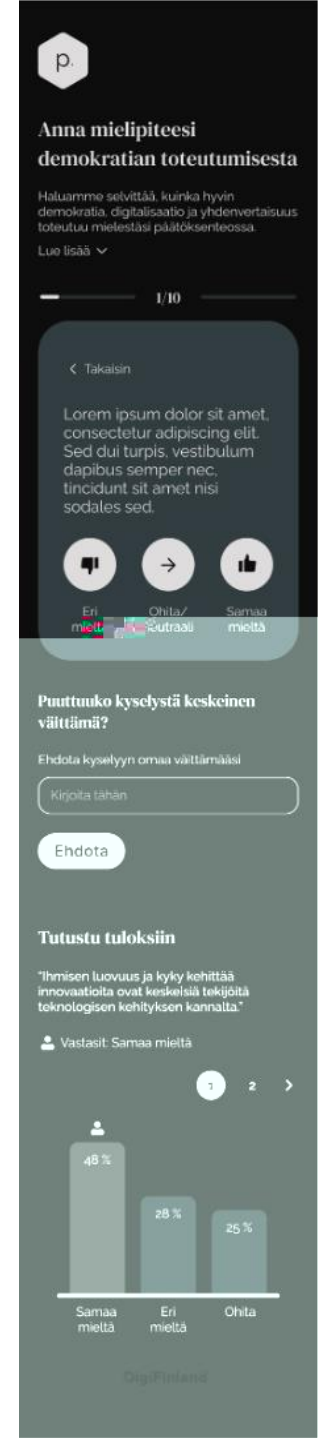 p.
Anna mielipiteesi
demokratian toteutumisesta
Haluamme selvittää, kuinka hyvin
demokratia, digitalisaatio ja yhdenvertaisuus
toteutuu mielestäsi päätöksenteossa.
Lue lisää
1/10
Takaisin
Lorem ipsum dolor sit amet,
consectetur adipiscing elit.
Sed dui turpis, vestibulum
dapibus semper nec,
tincidunt sit amet nisi
sodales sed.
Eri Ohita/ Samaa
mieltä
Puuttuuko kyselystä keskeinen
väittämä?
Ehdota kyselyyn omaa väittämääsi
Kirjoita tähän
Ehdota
Tutustu tuloksiin
"Ihmisen luovuus ja kyky kehittää
innovaatioita ovat keskeisiä tekijöitä
teknologisen kehityksen kannalta."
Vastasit: Samaa mieltä
1 2
48 %
28 %
25 %
Samaa Eri Ohita
mieltä mieltä
DigiFinland